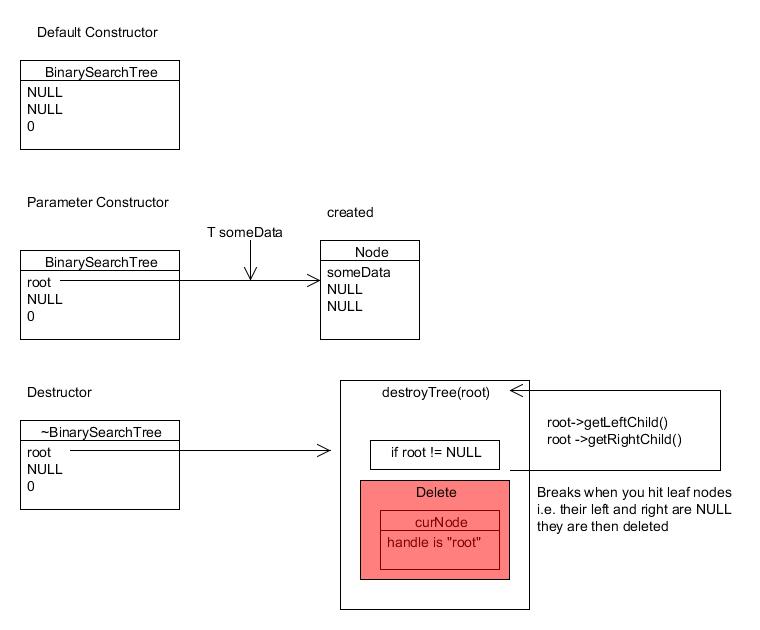 Default Constructor
BinarySearchTree
NULL
NULL
0
Parameter Constructor
created
T someData
BinarySearchTree
root
NULL
0
Node
someData
NULL
NULL
Destructor
~BinarySearchTree
root
NULL
0
destroyTree(root)
root->getLeftChild()
root ->getRightChild()
if root != NULL
Delete
curNode
handle is "root"
Breaks when you hit leaf nodes
i.e. their left and right are NULL
they are then deleted